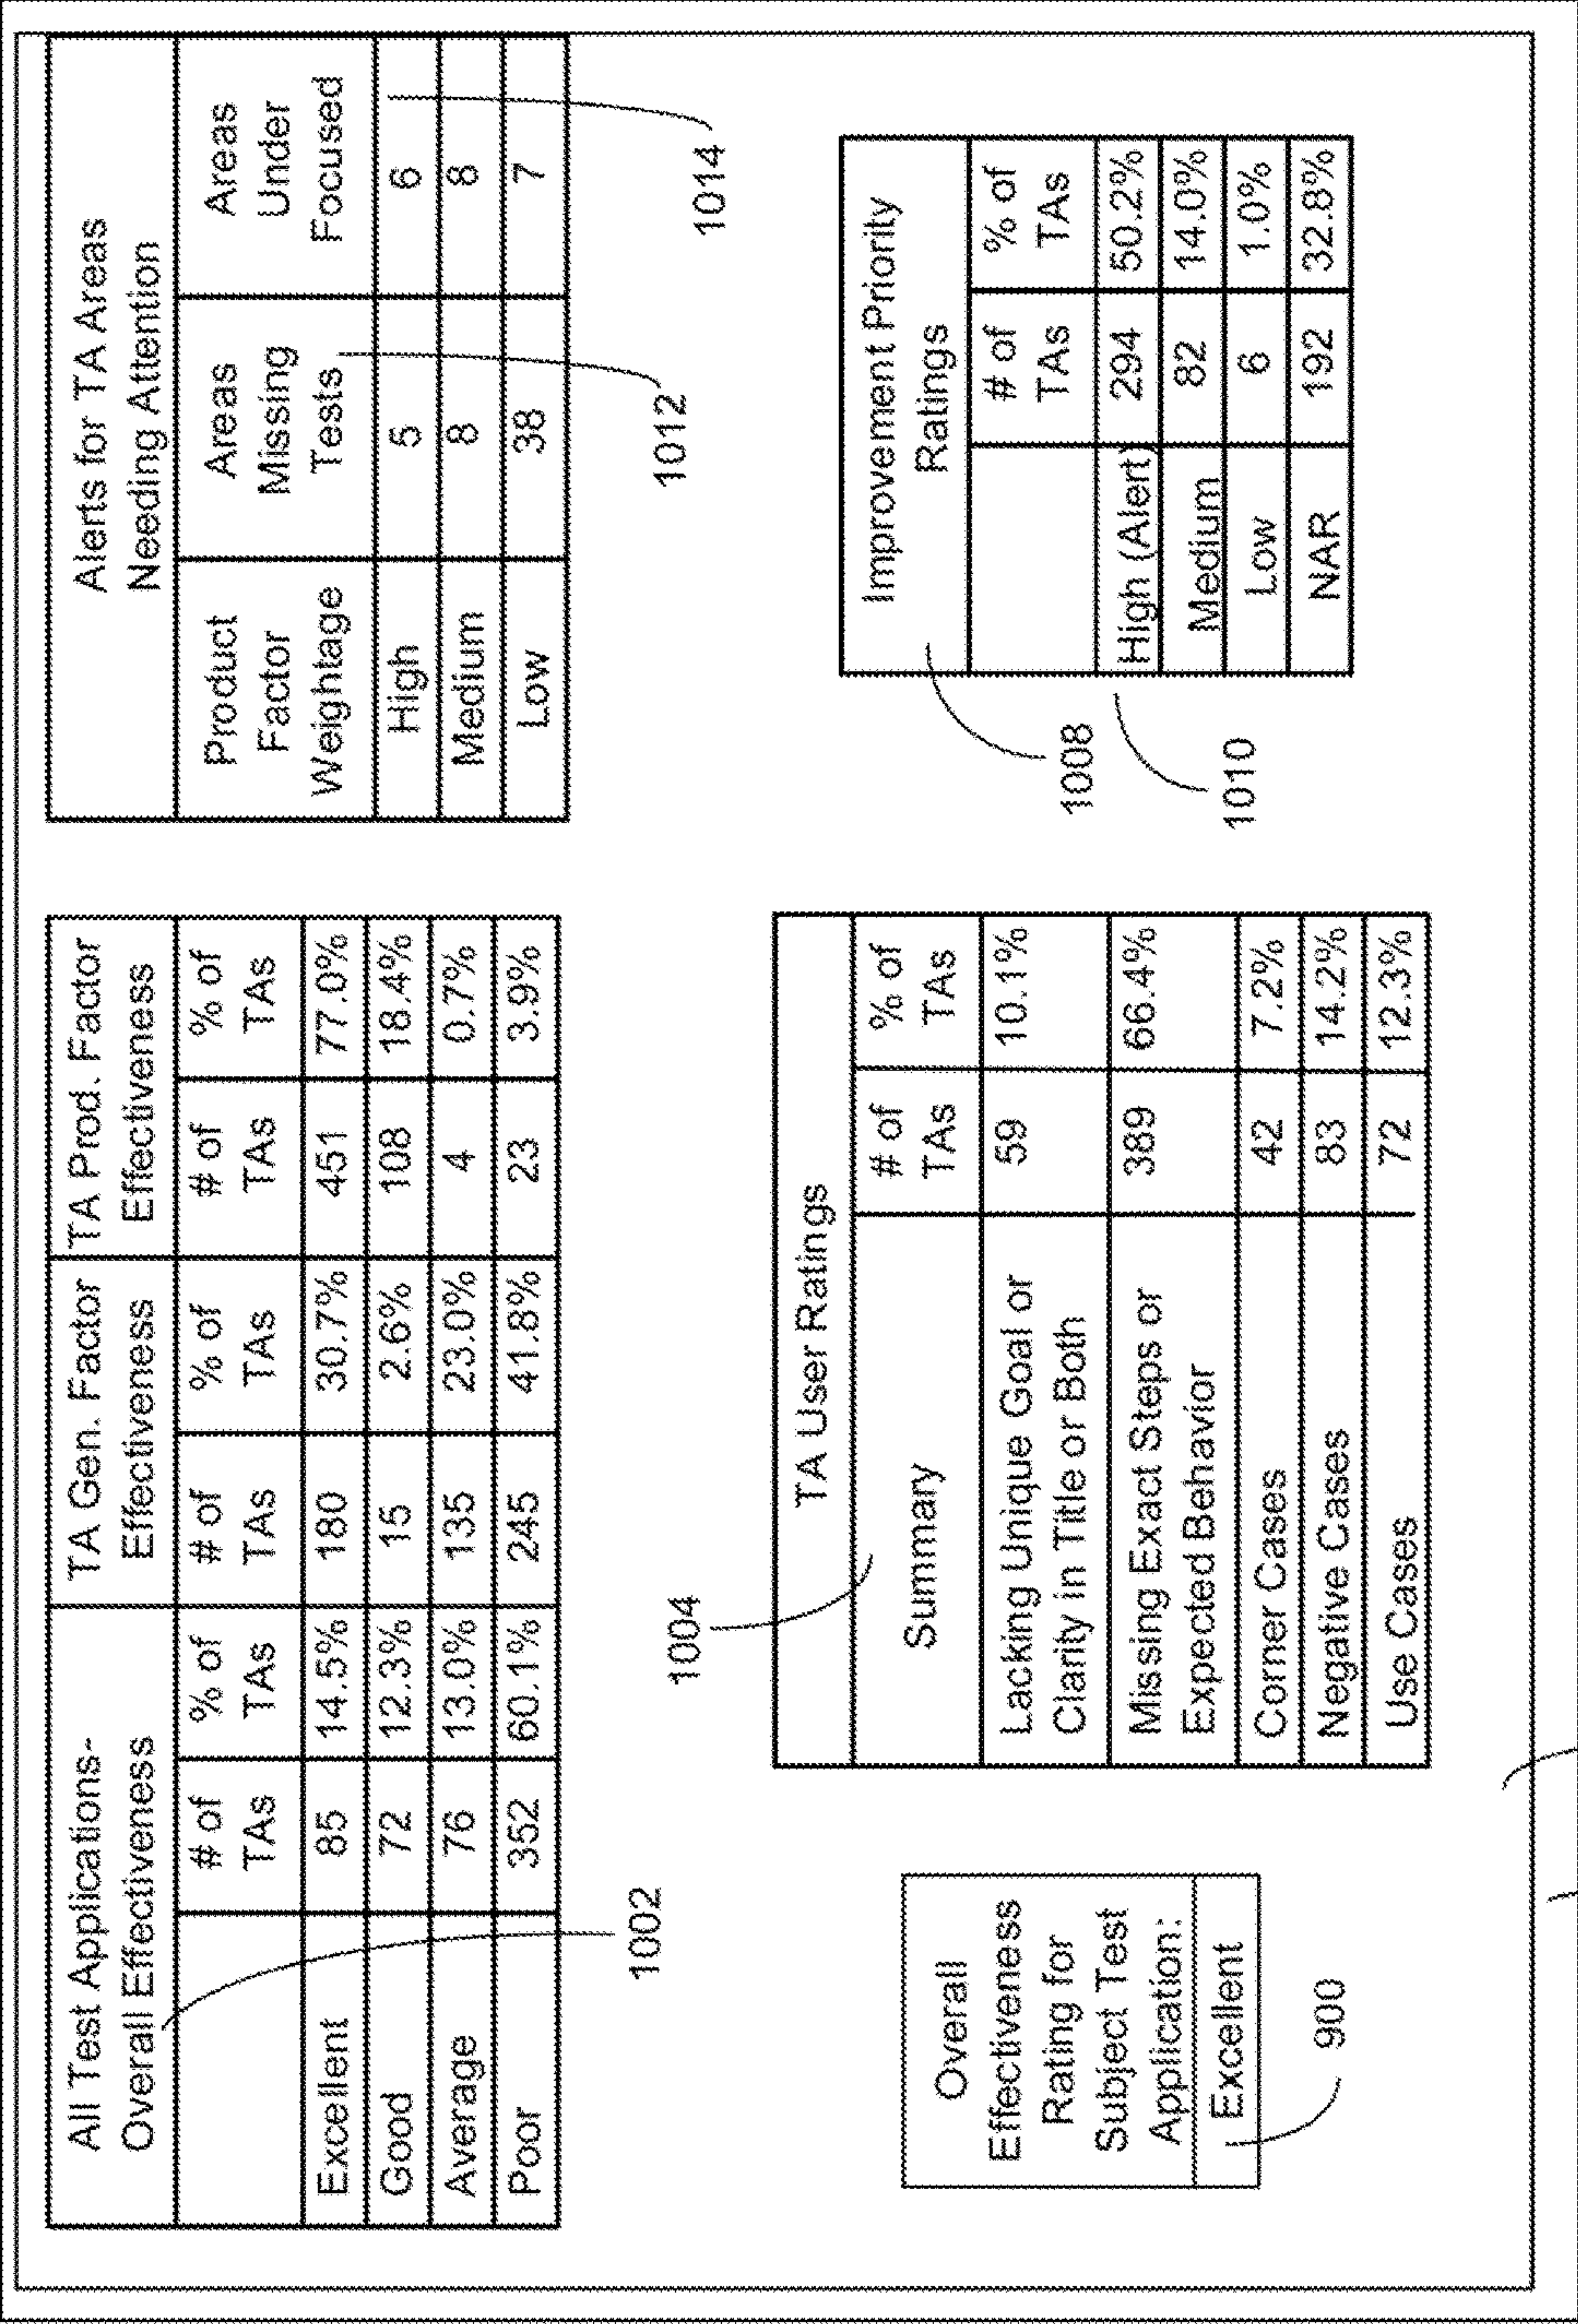 All Test Applications-
Overall Effectiveness
TA Gen. Factor
Effectiveness
TA Prod. Factor
Effectiveness
# of
TAs
% of
TAs
# of
TAs
% of
TAs
# of
TAs
% of
TAs
Excellent 85 14.5% 180 30.7% 451 77.0%
Good 72 12.3% 15 2.6% 108 18.4%
Average 76 13.0% 135 23.0% 4 0.7%
Poor 352 60.1% 245 41.8% 23 3.9%
1002
Alerts for TA Areas
Needing Attention
Product
Factor
Weightage
Areas
Missing
Tests
Areas
Under
Focused
High 5 6
Medium 8 8
Low 38 7
1012
1014
Overall
Effectiveness
Rating for
Subject Test
Application:
Excellent
900
1004
TA User Ratings
Summary
# of
TAs
% of
TAs
Lacking Unique Goal or
Clarity in Title or Both
59 10.1%
Missing Exact Steps or
Expected Behavior
389 66.4%
Corner Cases 42 7.2%
Negative Cases 83 14.2%
Use Cases 72 12.3%
Improvement Priority
Ratings
# of
TAs
% of
TAs
High (Alert) 294 50.2%
Medium 82 14.0%
Low 6 1.0%
NAR 192 32.8%
1008
1010